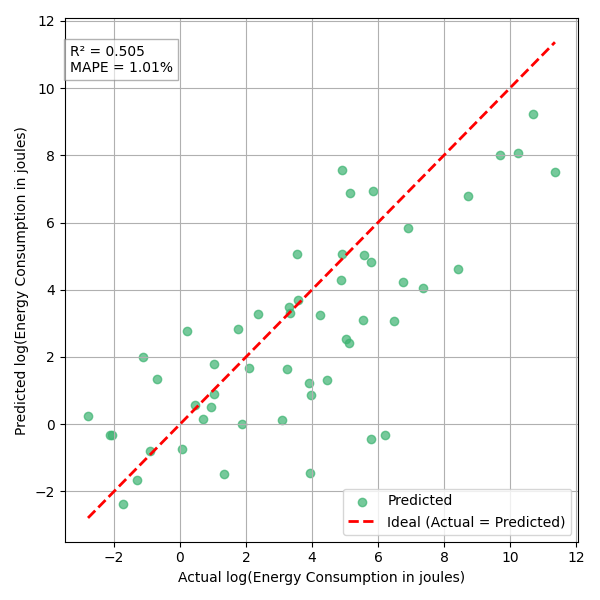 R² = 0.505
MAPE = 1.01%
12
10
8
6
4
2
0
−2
Predicted log(Energy Consumption in joules)
Predicted
Ideal (Actual = Predicted)
−2 0 2 4 6 8 10 12
Actual log(Energy Consumption in joules)